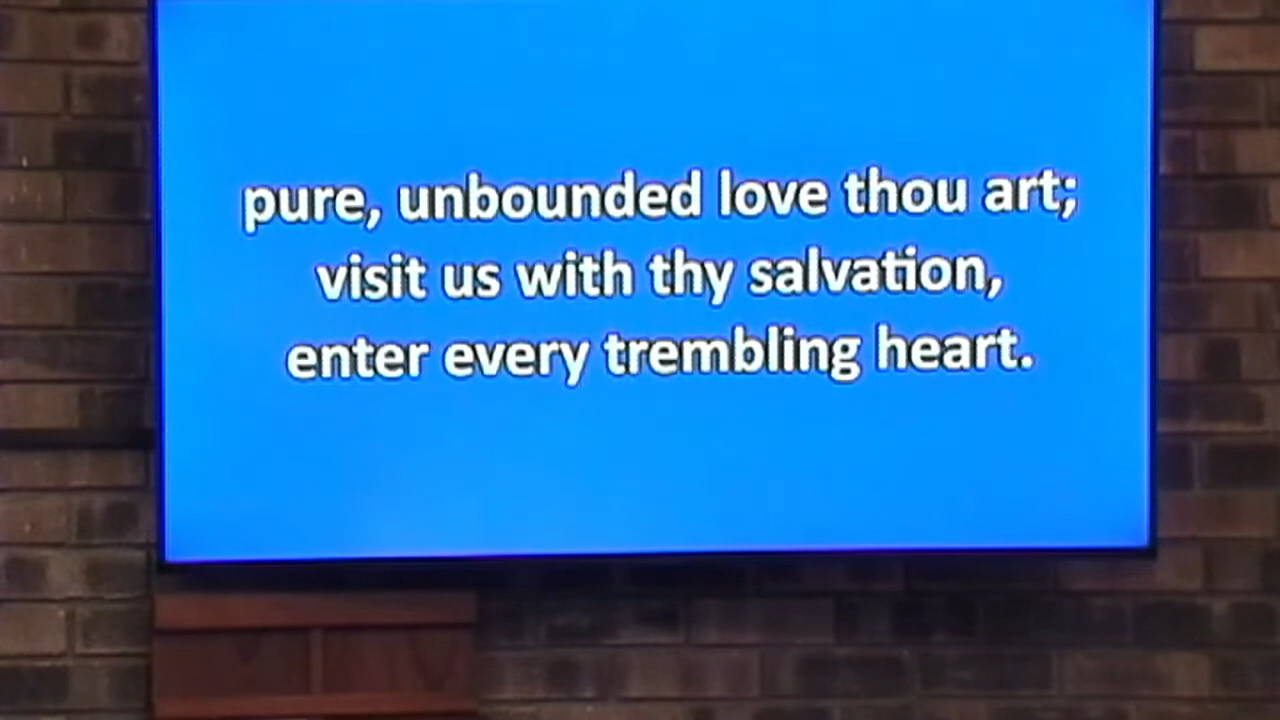 pure, unbounded love thou art;
visit us with thy salvation,
enter every trembling heart.